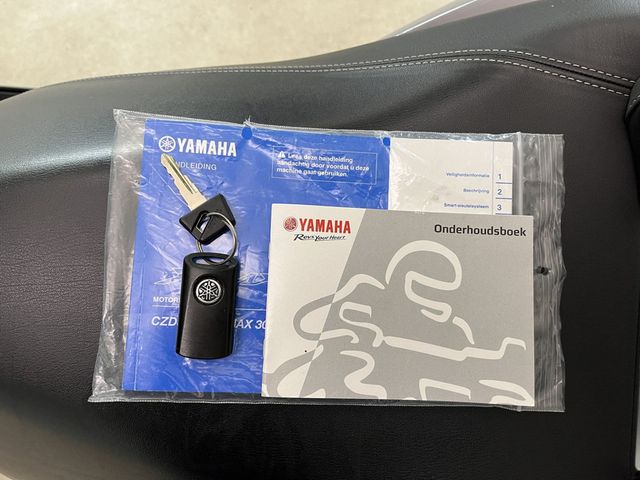 YAMAHA
Lees deze handleiding
aandachtig door voordat u deze
machine gaat gebruiken.
Veiligheidsinformatie 1
Beschrijving 2
Smart-sleutelsysteem 3
YAMAHA
Revs Your Heart
Onderhoudsboek
CZD